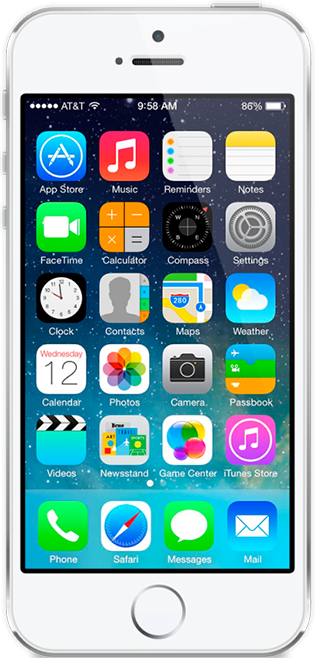 AT&T 9:58 AM 86%
App Store Music Reminders Notes
280
FaceTime Calculator Compass Settings
Clock Contacts Maps Weather
Wednesday
12
Calendar Photos Camera Passbook
Videos Newsstand Game Center iTunes Store
Phone Safari Messages Mail